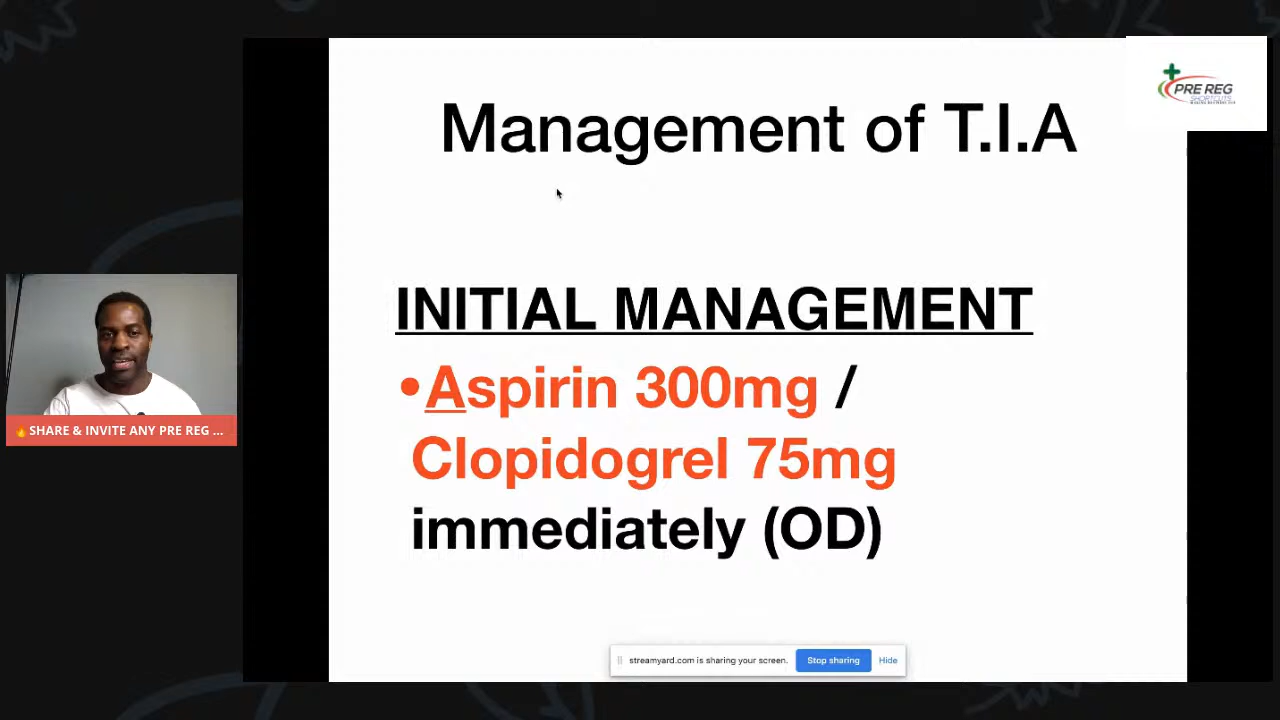 Management of T.I.A
PRE REG
SHORTCUTS
INITIAL MANAGEMENT
•Aspirin 300mg /
Clopidogrel 75mg
immediately (OD)
🔥SHARE & INVITE ANY PRE REG ...
streamyard.com is sharing your screen.
Stop sharing
Hide